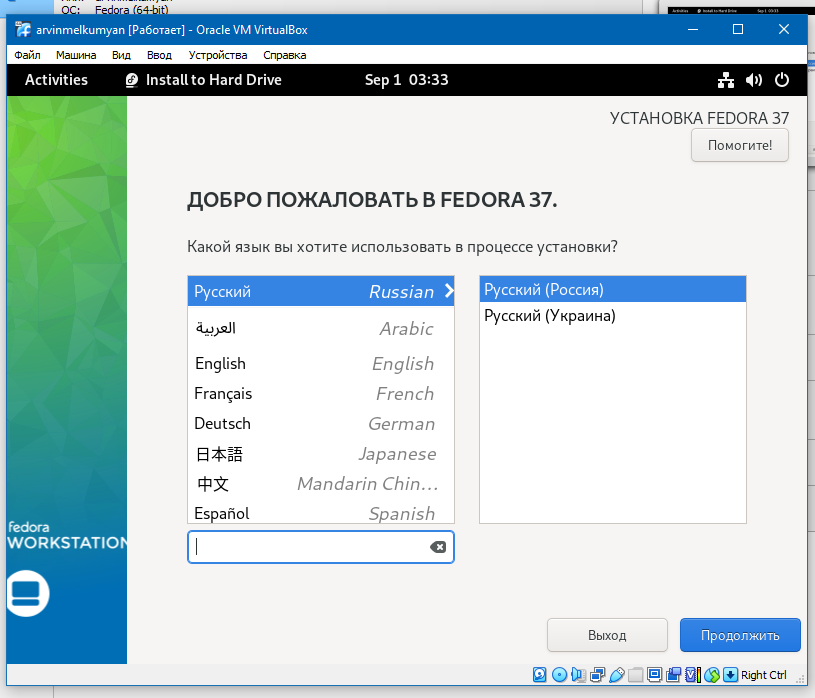 ОС: Fedora (64-bit)
arvinmelkumyan [Работает] - Oracle VM VirtualBox
Файл Машина Вид Ввод Устройства Справка
Activities Install to Hard Drive Sep 1 03:33
УСТАНОВКА FEDORA 37
Помогите!
ДОБРО ПОЖАЛОВАТЬ В FEDORA 37.
Какой язык вы хотите использовать в процессе установки?
Русский Russian
العربية Arabic
English English
Français French
Deutsch German
日本語 Japanese
中文 Mandarin Chin…
Español Spanish
Русский (Россия)
Русский (Украина)
fedora
WORKSTATION
Выход Продолжить
Right Ctrl